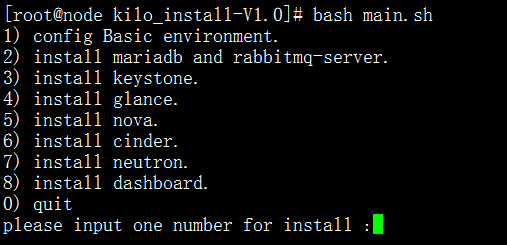 [root@node kilo_install-V1.0]# bash main.sh
1) config Basic environment.
2) install mariadb and rabbitmq-server.
3) install keystone.
4) install glance.
5) install nova.
6) install cinder.
7) install neutron.
8) install dashboard.
0) quit
please input one number for install :